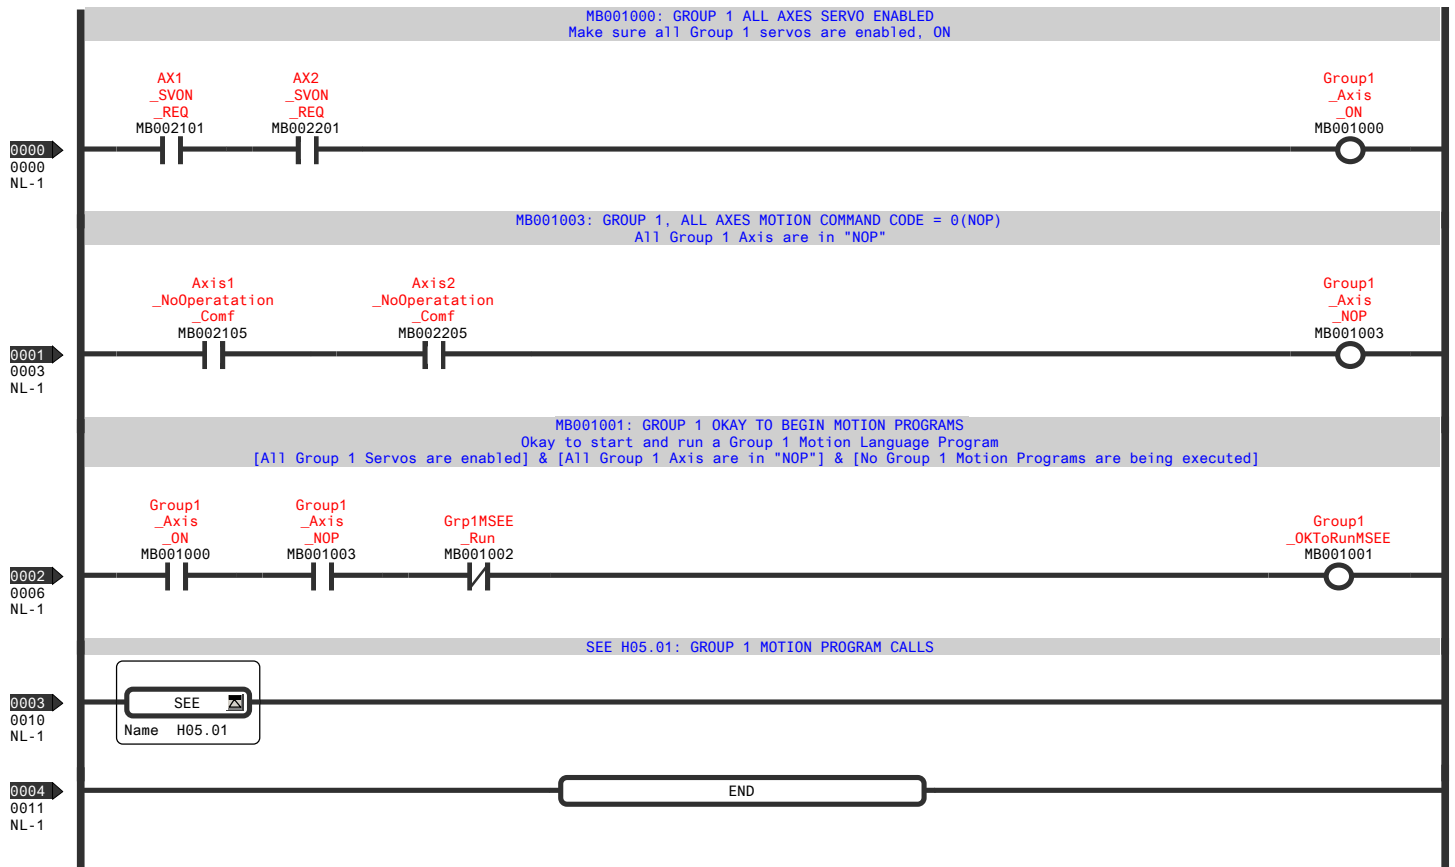 MB001000: GROUP 1 ALL AXES SERVO ENABLED
Make sure all Group 1 servos are enabled, ON
AX1
_SVON
_REQ
MB002101
AX2
_SVON
_REQ
MB002201
Group1
_Axis
_ON
MB001000
0000
0000
NL-1
MB001003: GROUP 1, ALL AXES MOTION COMMAND CODE = 0(NOP)
All Group 1 Axis are in "NOP"
Axis1
_NoOperatation
_Comf
MB002105
Axis2
_NoOperatation
_Comf
MB002205
Group1
_Axis
_NOP
MB001003
0001
0003
NL-1
MB001001: GROUP 1 OKAY TO BEGIN MOTION PROGRAMS
Okay to start and run a Group 1 Motion Language Program
[All Group 1 Servos are enabled] & [All Group 1 Axis are in "NOP"] & [No Group 1 Motion Programs are being executed]
Group1
_Axis
_ON
MB001000
Group1
_Axis
_NOP
MB001003
Grp1MSEE
_Run
MB001002
Group1
_OKToRunMSEE
MB001001
0002
0006
NL-1
SEE H05.01: GROUP 1 MOTION PROGRAM CALLS
0003
0010
NL-1
SEE
Name H05.01
0004
0011
NL-1
END